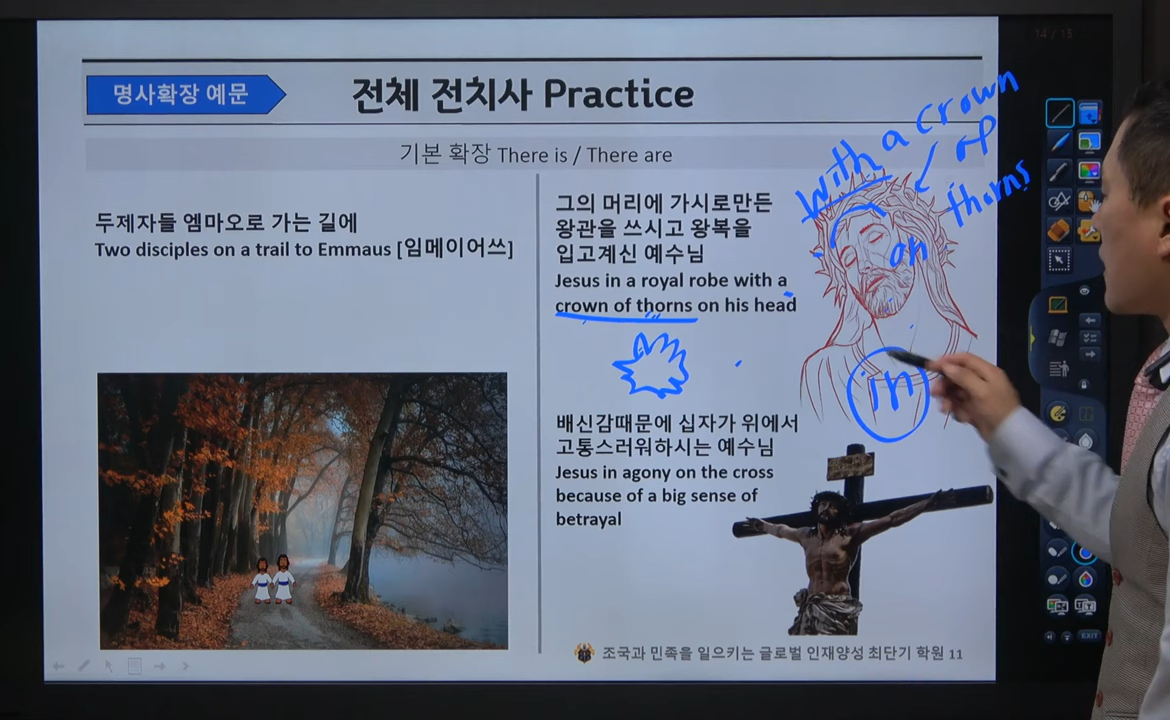 14 / 15
명사확장 예문
전체 전치사 Practice
기본 확장 There is / There are
두제자들 엠마오로 가는 길에
Two disciples on a trail to Emmaus [임메이어쓰]
그의 머리에 가시로만든
왕관을 쓰시고 왕복을
입고계신 예수님
Jesus in a royal robe with a
crown of thorns on his head
with a crown
of
thorns
on
in
배신감때문에 십자가 위에서
고통스러워하시는 예수님
Jesus in agony on the cross
because of a big sense of
betrayal
조국과 민족을 일으키는 글로벌 인재양성 최단기 학원 11
EXIT